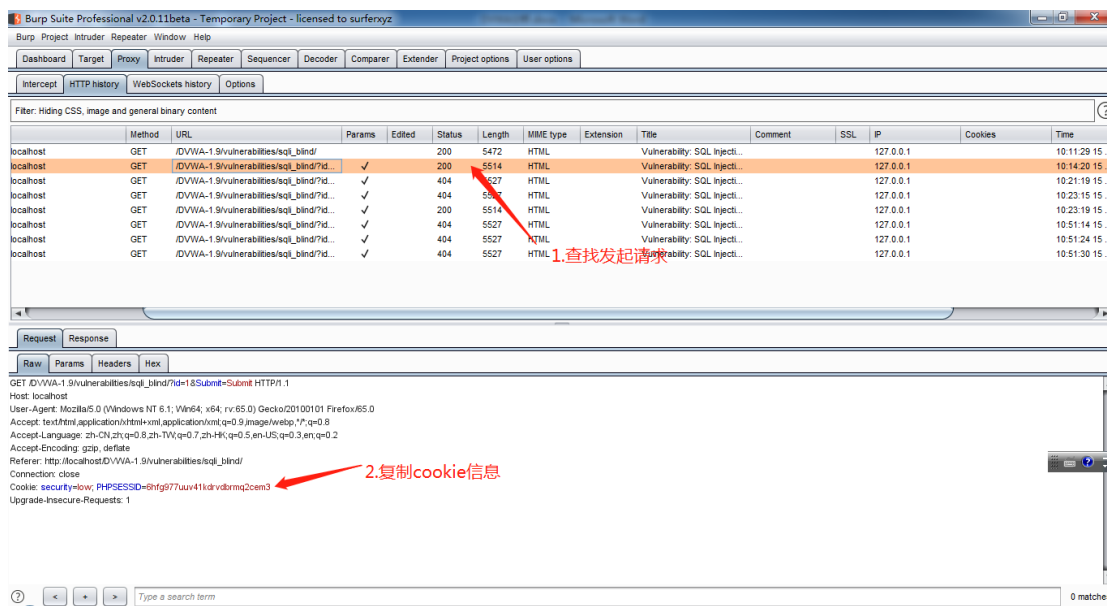 Burp Suite Professional v2.0.11beta - Temporary Project - licensed to surferxyz
Burp Project Intruder Repeater Window Help
Dashboard Target Proxy Intruder Repeater Sequencer Decoder Comparer Extender Project options User options
Intercept HTTP history WebSockets history Options
Filter: Hiding CSS, image and general binary content
Method URL Params Edited Status Length MIME type Extension Title Comment SSL IP Cookies Time
localhost GET /DVWA-1.9/vulnerabilities/sqli_blind/ 200 5472 HTML Vulnerability: SQL Injecti... 127.0.0.1 10:11:29 15 .
localhost GET /DVWA-1.9/vulnerabilities/sqli_blind/?id... ✓ 200 5514 HTML Vulnerability: SQL Injecti... 127.0.0.1 10:14:20 15 .
localhost GET /DVWA-1.9/vulnerabilities/sqli_blind/?id... ✓ 404 5527 HTML Vulnerability: SQL Injecti... 127.0.0.1 10:21:19 15 .
localhost GET /DVWA-1.9/vulnerabilities/sqli_blind/?id... ✓ 404 5527 HTML Vulnerability: SQL Injecti... 127.0.0.1 10:23:15 15 .
localhost GET /DVWA-1.9/vulnerabilities/sqli_blind/?id... ✓ 200 5514 HTML Vulnerability: SQL Injecti... 127.0.0.1 10:23:19 15 .
localhost GET /DVWA-1.9/vulnerabilities/sqli_blind/?id... ✓ 404 5527 HTML Vulnerability: SQL Injecti... 127.0.0.1 10:51:14 15 .
localhost GET /DVWA-1.9/vulnerabilities/sqli_blind/?id... ✓ 404 5527 HTML Vulnerability: SQL Injecti... 127.0.0.1 10:51:24 15 .
localhost GET /DVWA-1.9/vulnerabilities/sqli_blind/?id... ✓ 404 5527 HTML Vulnerability: SQL Injecti... 127.0.0.1 10:51:30 15 .
1.查找发起请求
Request Response
Raw Params Headers Hex
GET /DVWA-1.9/vulnerabilities/sqli_blind/?id=1&Submit=Submit HTTP/1.1
Host: localhost
User-Agent: Mozilla/5.0 (Windows NT 6.1; Win64; x64; rv:65.0) Gecko/20100101 Firefox/65.0
Accept: text/html,application/xhtml+xml,application/xml;q=0.9,image/webp,*/*;q=0.8
Accept-Language: zh-CN,zh;q=0.8,zh-TW;q=0.7,zh-HK;q=0.5,en-US;q=0.3,en;q=0.2
Accept-Encoding: gzip, deflate
Referer: http://localhost/DVWA-1.9/vulnerabilities/sqli_blind/
Connection: close
Cookie: security=low; PHPSESSID=6hfg977uuv41kdrvdbrmq2cem3
2.复制cookie信息
Upgrade-Insecure-Requests: 1
? < + > Type a search term 0 matche